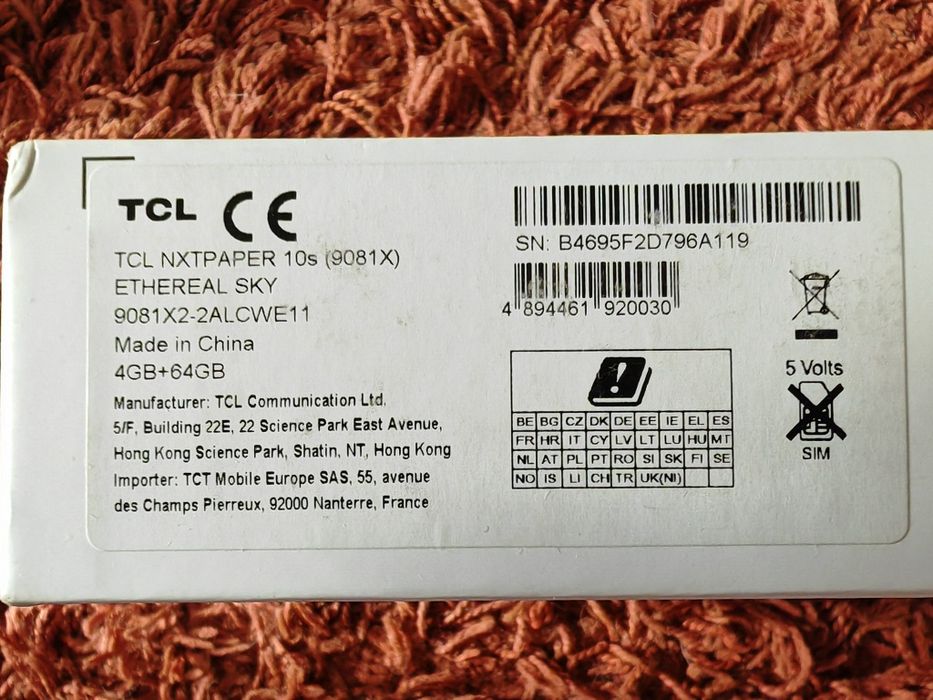 TCL CE
TCL NXTPAPER 10s (9081X)
ETHEREAL SKY
9081X2-2ALCWE11
Made in China
4GB+64GB
Manufacturer: TCL Communication Ltd.
5/F, Building 22E, 22 Science Park East Avenue,
Hong Kong Science Park, Shatin, NT, Hong Kong
Importer: TCT Mobile Europe SAS, 55, avenue
des Champs Pierreux, 92000 Nanterre, France
SN: B4695F2D796A119
4 894461 920030
BE BG CZ DK DE EE IE EL ES
FR HR IT CY LV LT LU HU MT
NL AT PL PT RO SI SK FI SE
NO IS LI CH TR UK(NI)
5 Volts
SIM